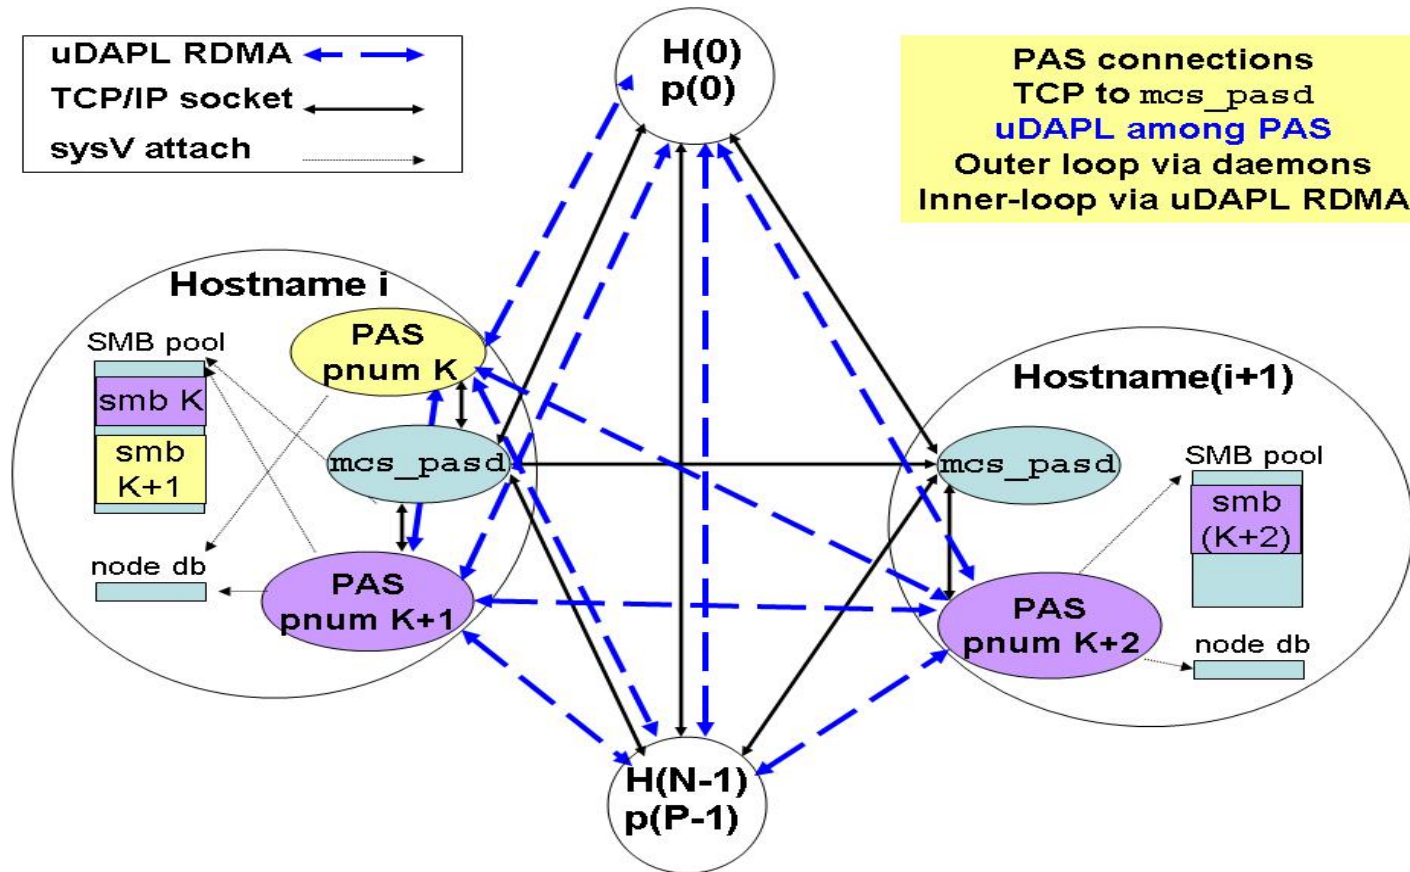 uDAPL RDMA
TCP/IP socket
sysV attach
H(0)
p(0)
PAS connections
TCP to mcs_pasd
uDAPL among PAS
Outer loop via daemons
Inner-loop via uDAPL RDMA
Hostname i
PAS
pnum K
SMB pool
smb K
smb
K+1
mcs_pasd
node db
PAS
pnum K+1
Hostname(i+1)
mcs_pasd
SMB pool
smb
(K+2)
PAS
pnum K+2
node db
H(N-1)
p(P-1)